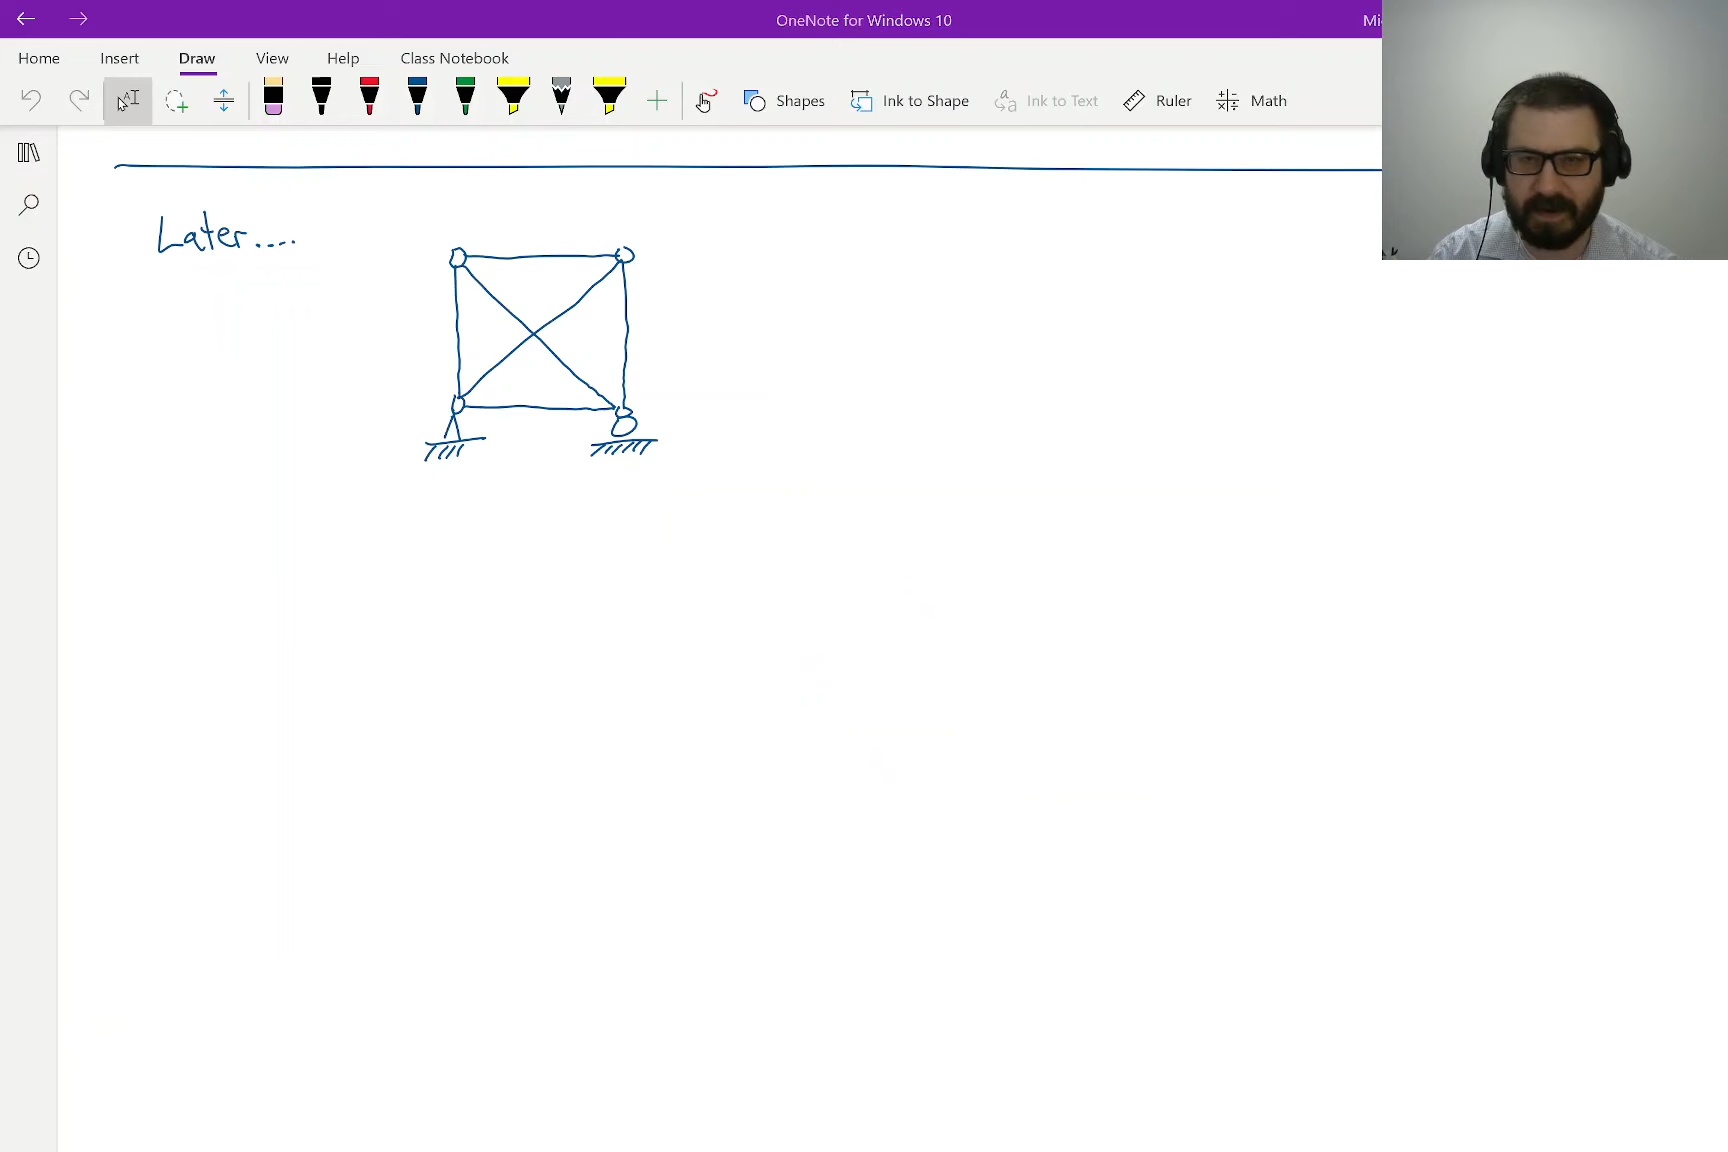 OneNote for Windows 10
Home Insert Draw View Help Class Notebook
Shapes Ink to Shape Ink to Text Ruler Math
Later....